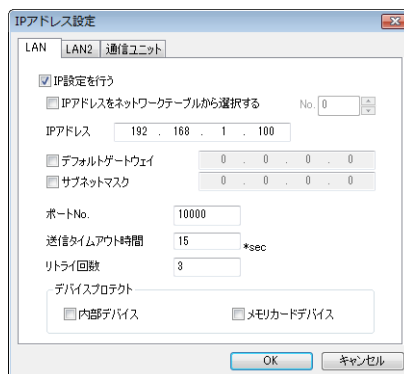 IPアドレス設定
LAN LAN2 通信ユニット
IP設定を行う
IPアドレスをネットワークテーブルから選択する No. 0
IPアドレス 192 . 168 . 1 . 100
デフォルトゲートウェイ 0 . 0 . 0 . 0
サブネットマスク 0 . 0 . 0 . 0
ポートNo. 10000
送信タイムアウト時間 15 *sec
リトライ回数 3
デバイスプロテクト
内部デバイス メモリカードデバイス
OK キャンセル